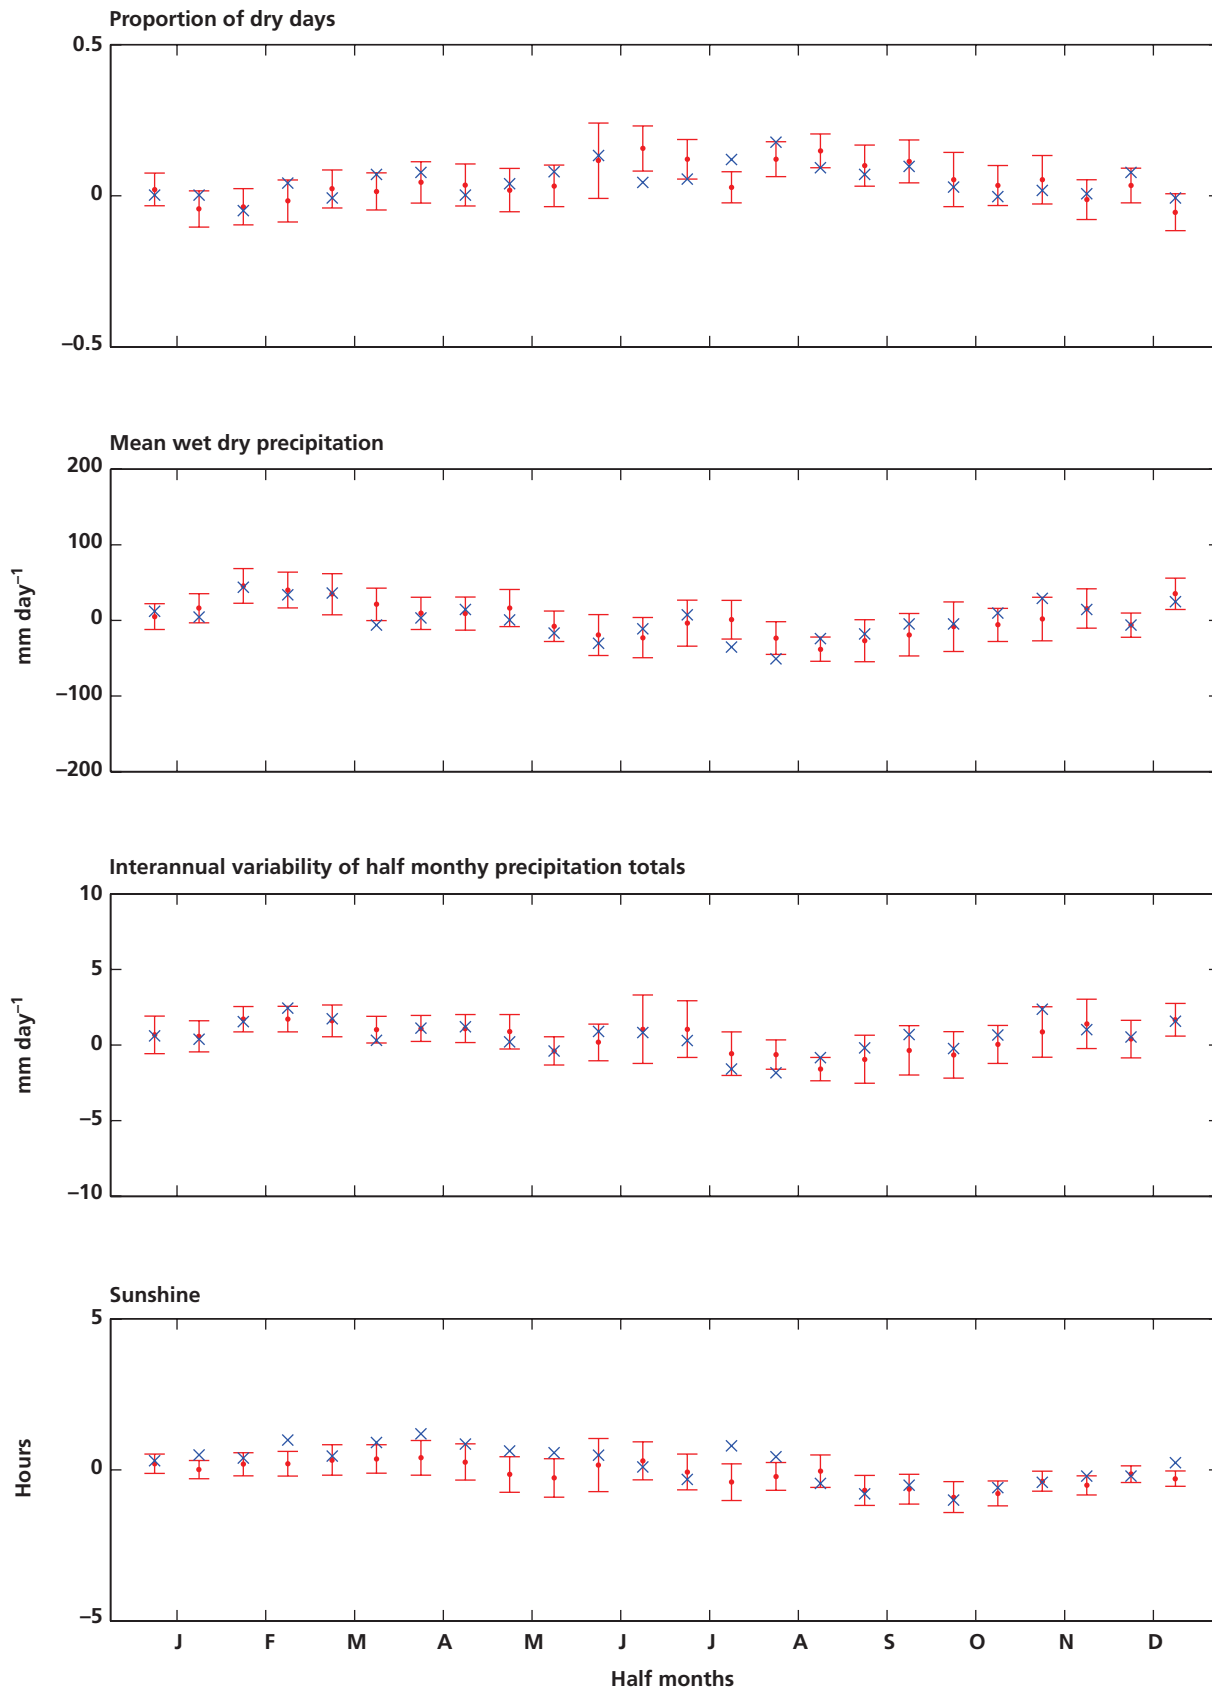 Proportion of dry days
0.5
0
–0.5
Mean wet dry precipitation
200
100
0
–100
–200
mm day–1
Interannual variability of half monthy precipitation totals
10
5
0
–5
–10
mm day–1
Sunshine
5
0
–5
Hours
J F M A M J J A S O N D
Half months